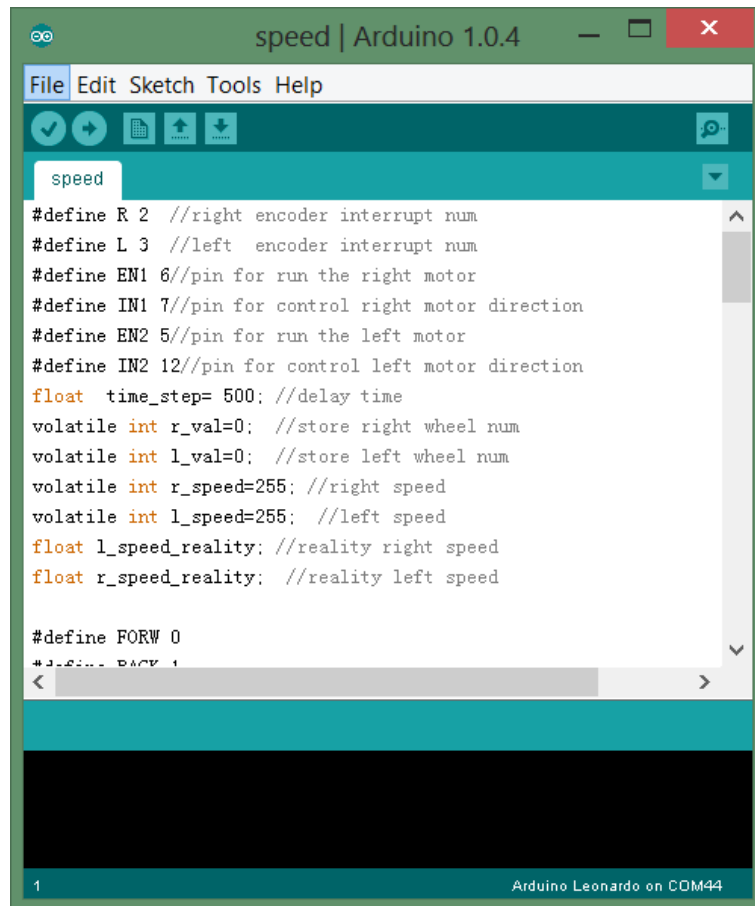 speed | Arduino 1.0.4
File Edit Sketch Tools Help
speed
#define R 2  //right encoder interrupt num
#define L 3  //left  encoder interrupt num
#define EN1 6//pin for run the right motor
#define IN1 7//pin for control right motor direction
#define EN2 5//pin for run the left motor
#define IN2 12//pin for control left motor direction
float  time_step= 500; //delay time
volatile int r_val=0;  //store right wheel num
volatile int l_val=0;  //store left wheel num
volatile int r_speed=255; //right speed
volatile int l_speed=255;  //left speed
float l_speed_reality; //reality right speed
float r_speed_reality;  //reality left speed
#define FORW 0
#define BACK 1
1
Arduino Leonardo on COM44